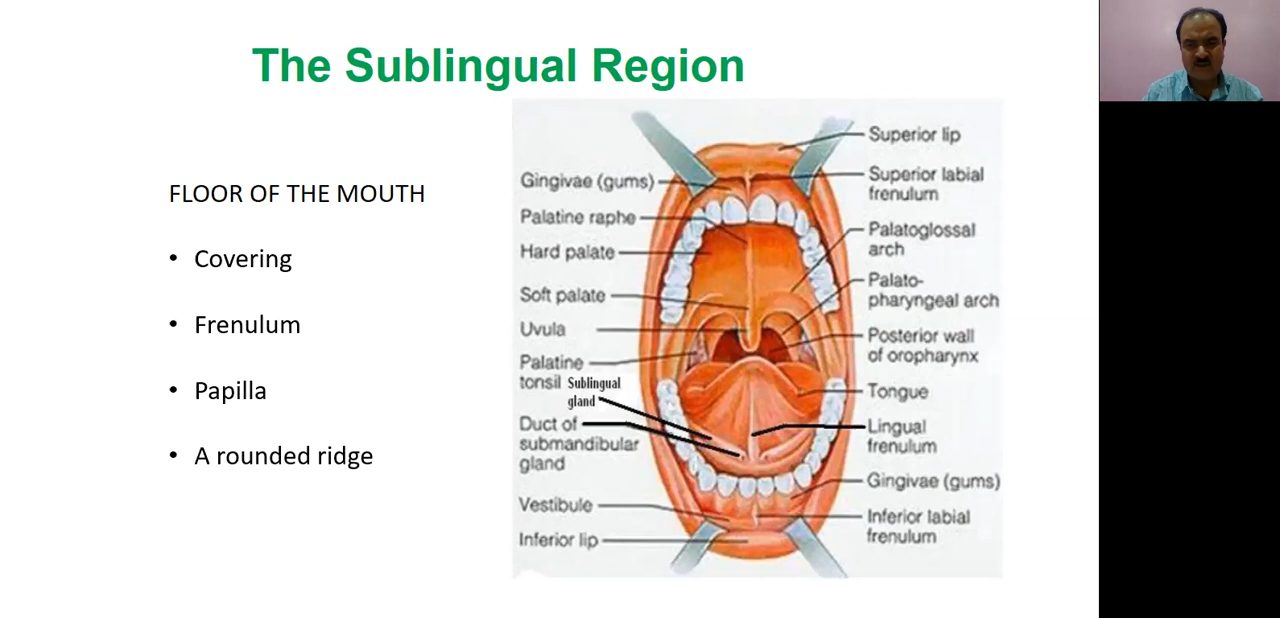 The Sublingual Region
FLOOR OF THE MOUTH
• Covering
• Frenulum
• Papilla
• A rounded ridge
Gingivae (gums)
Palatine raphe
Hard palate
Soft palate
Uvula
Palatine
tonsil
Sublingual
gland
Duct of
submandibular
gland
Vestibule
Inferior lip
Superior lip
Superior labial
frenulum
Palatoglossal
arch
Palato-
pharyngeal arch
Posterior wall
of oropharynx
Tongue
Lingual
frenulum
Gingivae (gums)
Inferior labial
frenulum